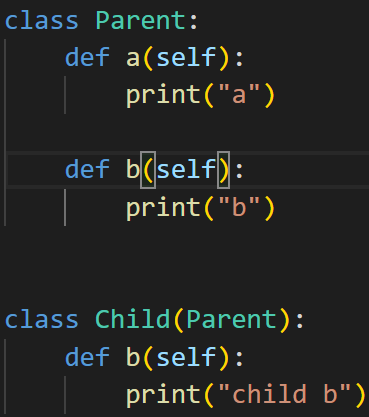 class Parent:
    def a(self):
        print("a")

    def b(self):
        print("b")


class Child(Parent):
    def b(self):
        print("child b")